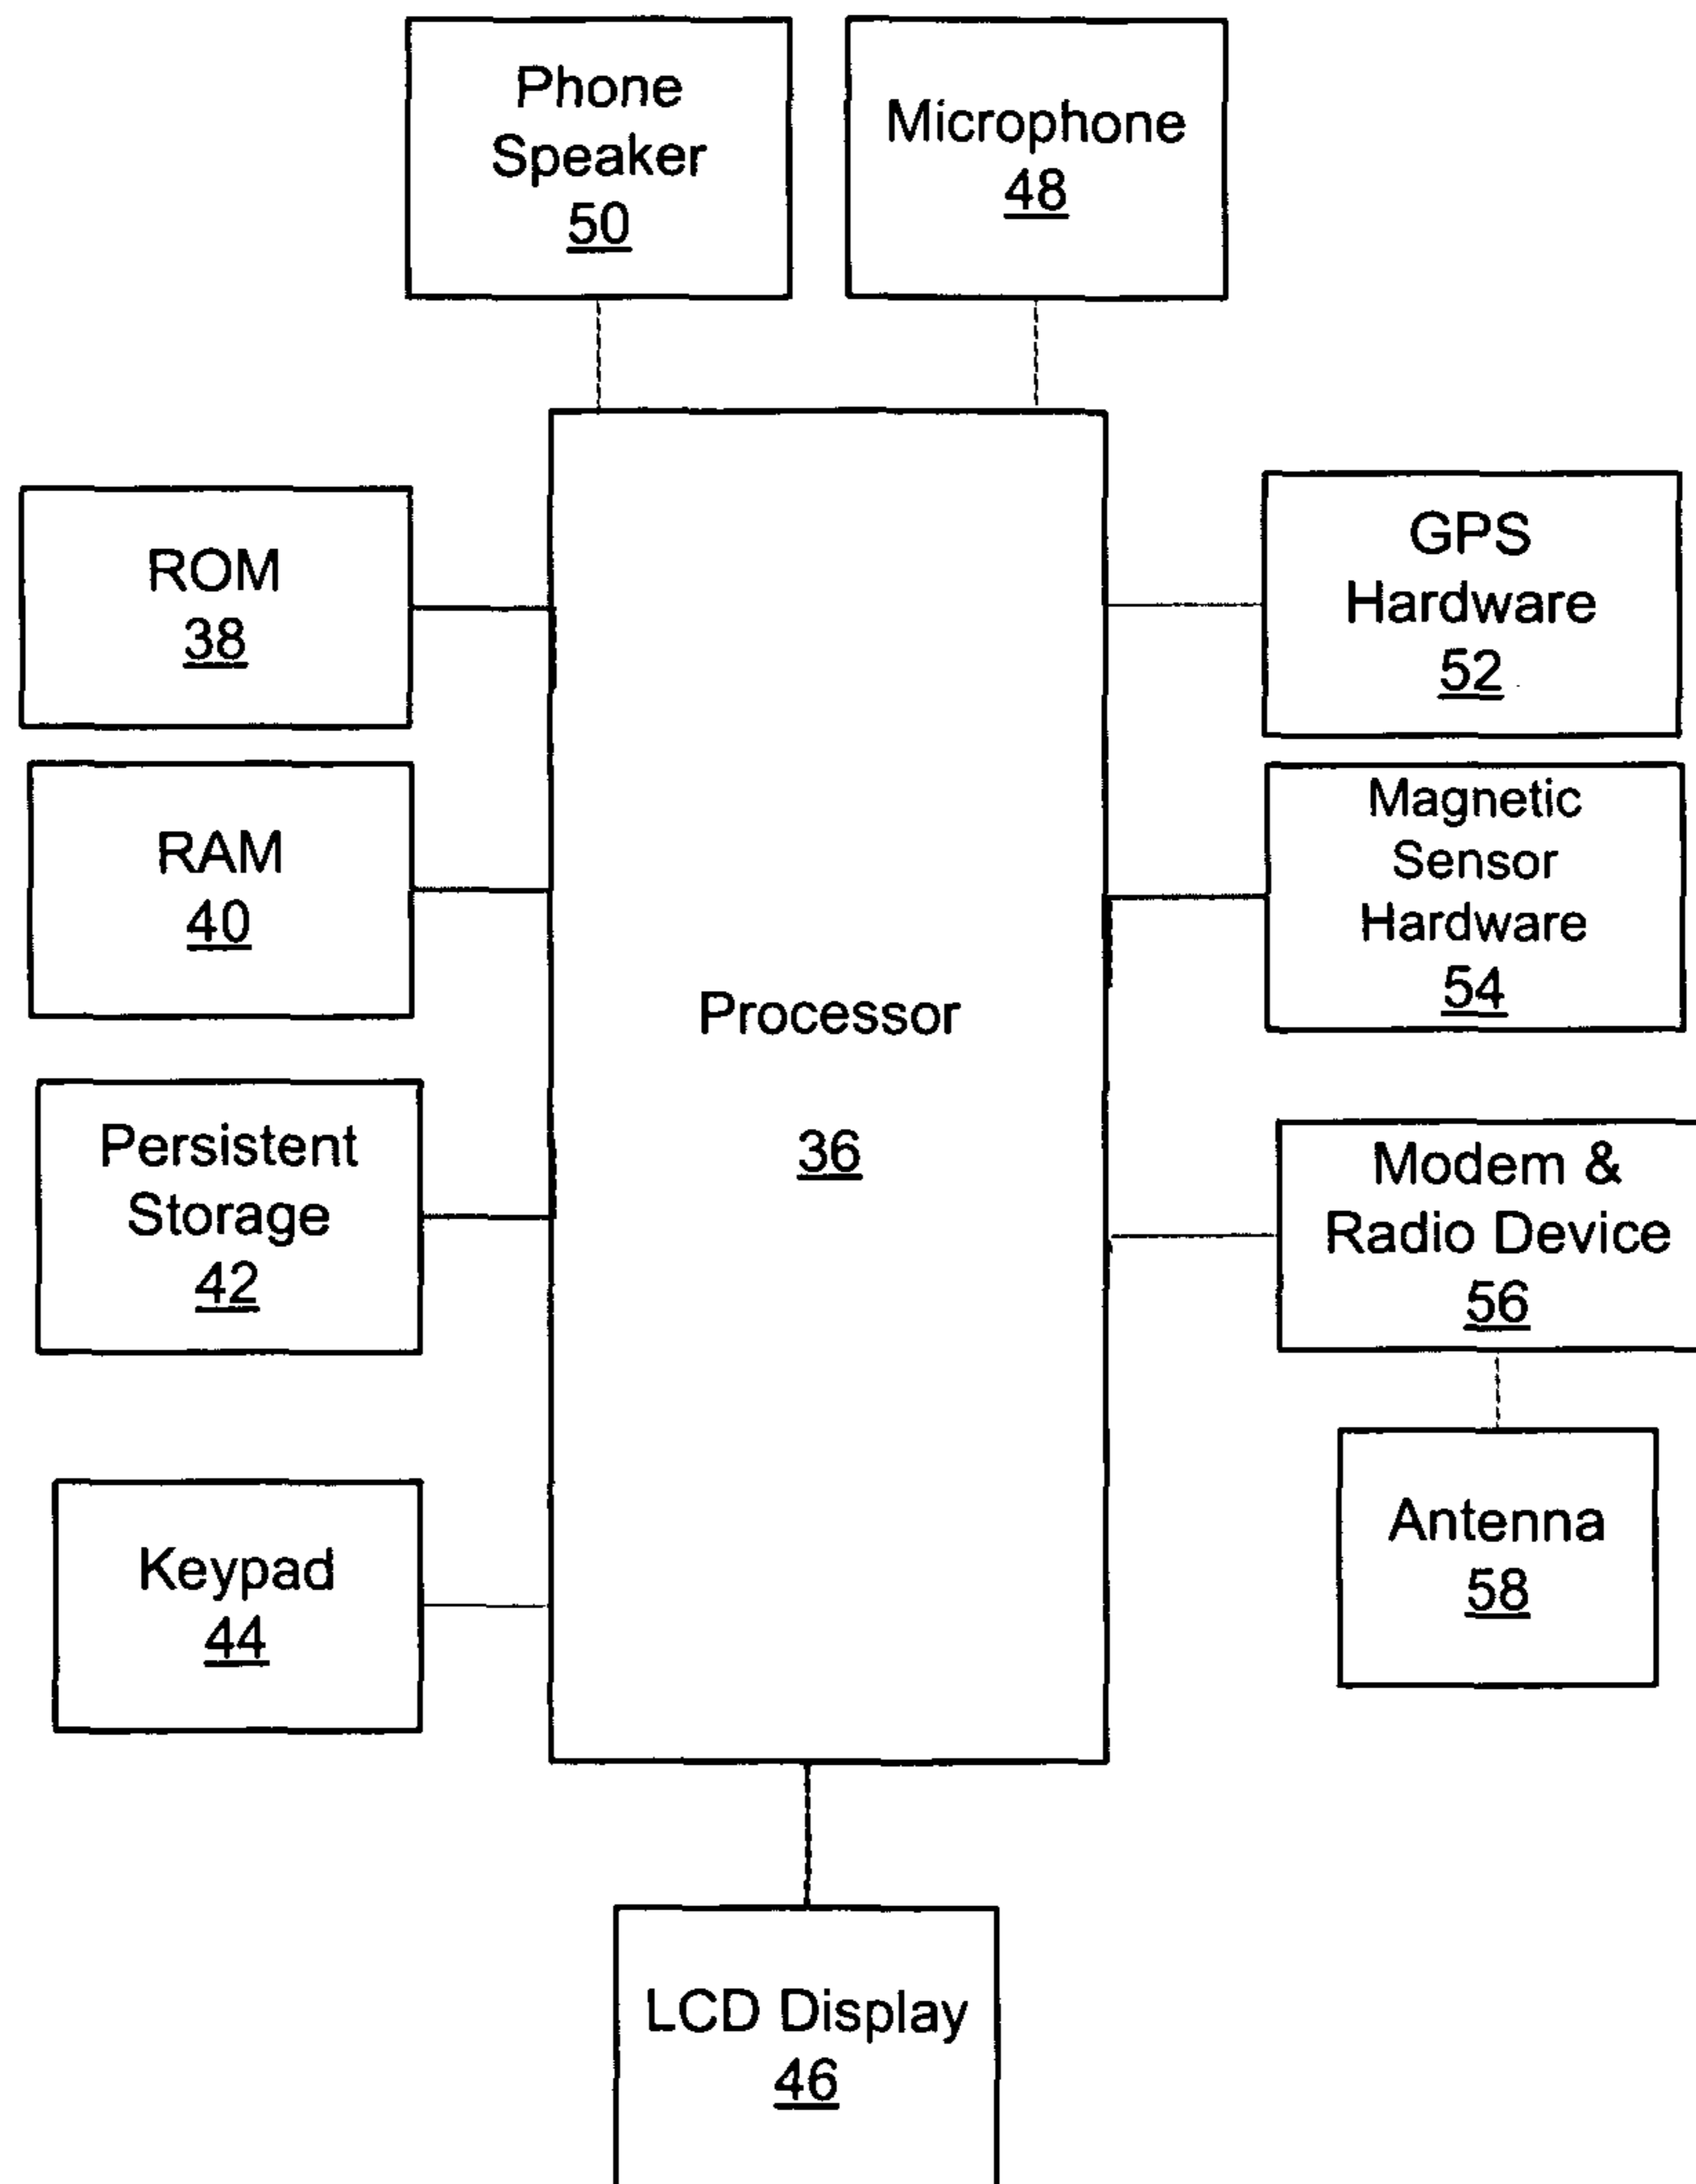 Phone
Speaker
50
Microphone
48
ROM
38
GPS
Hardware
52
RAM
40
Magnetic
Sensor
Hardware
54
Processor
36
Persistent
Storage
42
Modem &
Radio Device
56
Keypad
44
Antenna
58
LCD Display
46